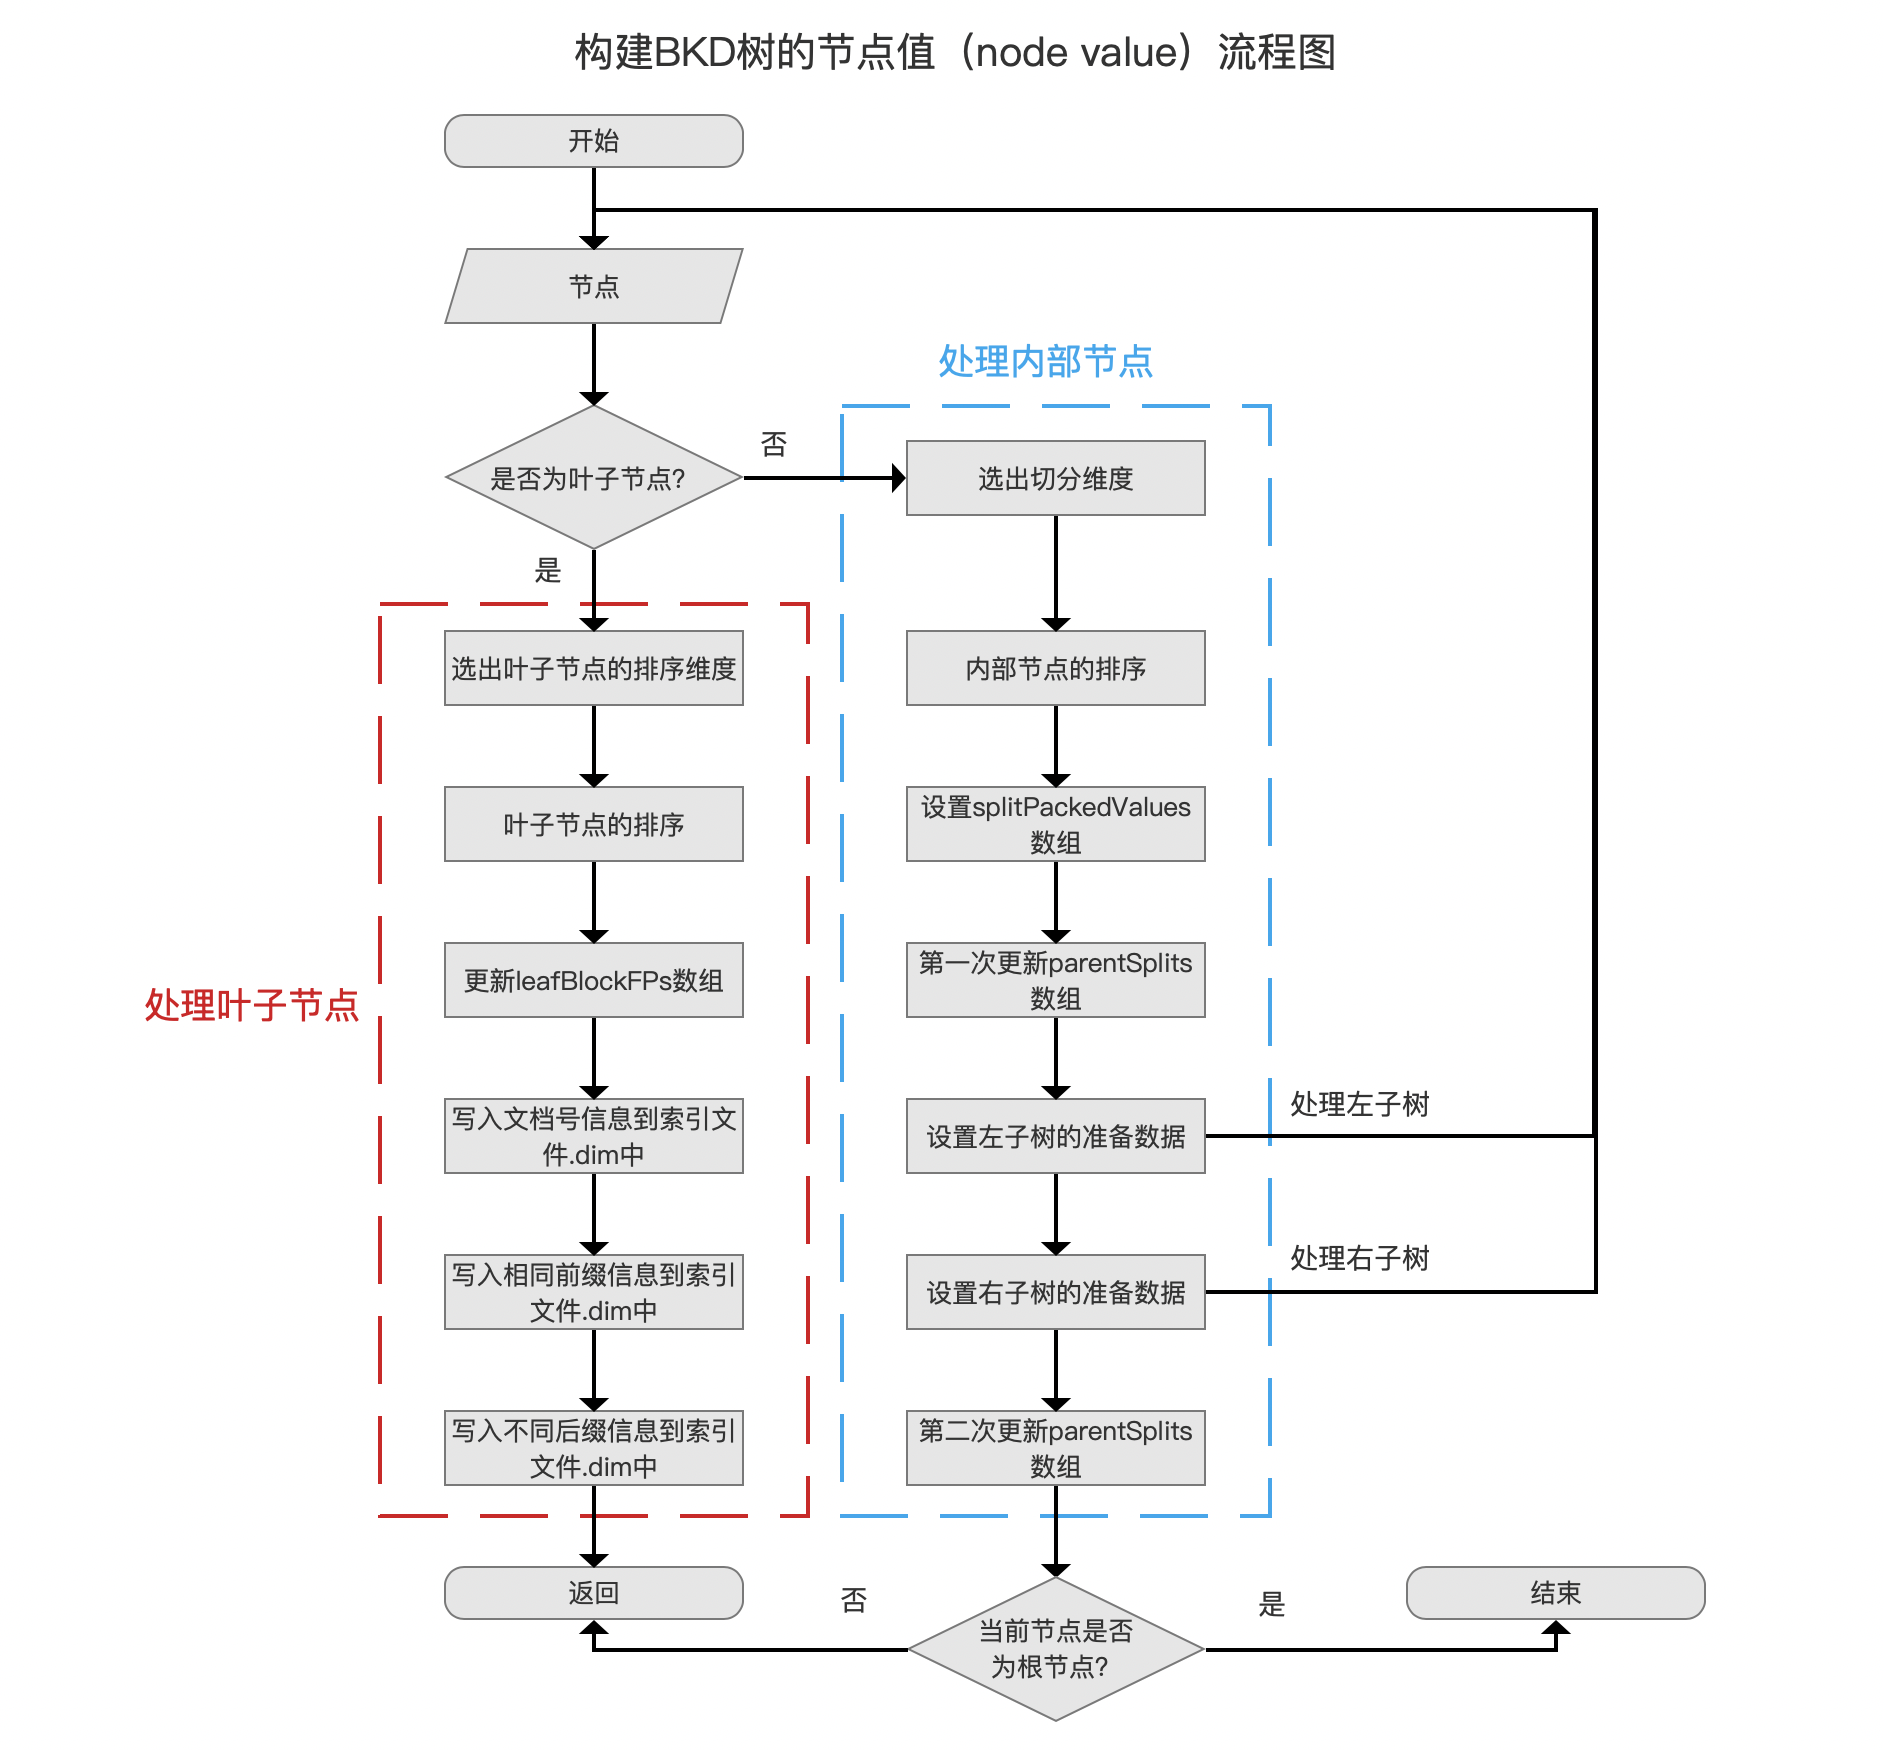 构建BKD树的节点值（node value）流程图
开始
节点
是否为叶子节点?
否
是
处理内部节点
选出切分维度
内部节点的排序
设置splitPackedValues
数组
第一次更新parentSplits
数组
设置左子树的准备数据
处理左子树
设置右子树的准备数据
处理右子树
第二次更新parentSplits
数组
处理叶子节点
选出叶子节点的排序维度
叶子节点的排序
更新leafBlockFPs数组
写入文档号信息到索引文
件.dim中
写入相同前缀信息到索引
文件.dim中
写入不同后缀信息到索引
文件.dim中
返回
否
当前节点是否
为根节点?
是
结束